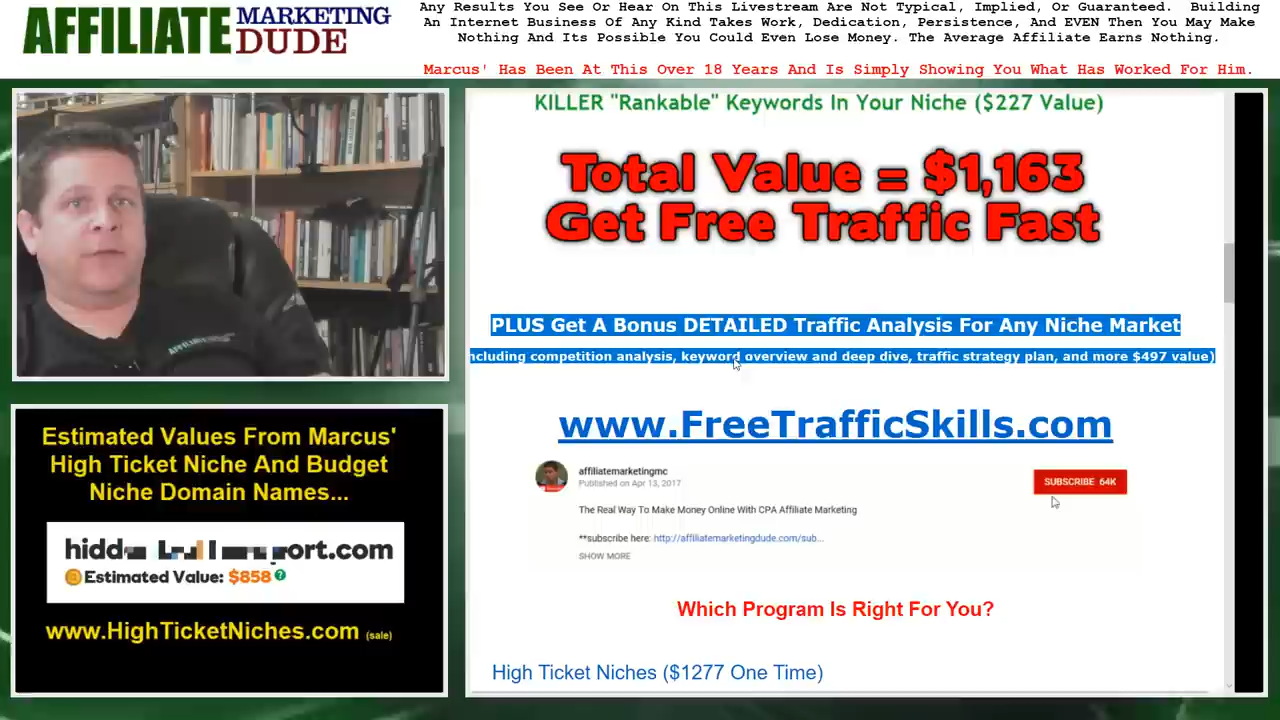 AFFILIATE MARKETING DUDE
Any Results You See or Hear On This Livestream Are Not Typical, Implied, Or Guaranteed. Building
An Internet Business Of Any Kind Takes Work, Dedication, Persistence, And EVEN Then You May Make
Nothing And Its Possible You Could Even Lose Money. The Average Affiliate Earns Nothing.
Marcus' Has Been At This Over 18 Years And Is Simply Showing You What Has Worked For Him.
KILLER "Rankable" Keywords In Your Niche ($227 Value)
Total Value = $1,163
Get Free Traffic Fast
PLUS Get A Bonus DETAILED Traffic Analysis For Any Niche Market
ncluding competition analysis, keyword overview and deep dive, traffic strategy plan, and more $497 value)
www.FreeTrafficSkills.com
affiliatemarketingmc
Published on Apr 13, 2017
SUBSCRIBE 64K
The Real Way To Make Money Online With CPA Affiliate Marketing
**subscribe here: http://affiliatemarketingdude.com/sub...
SHOW MORE
Which Program Is Right For You?
High Ticket Niches ($1277 One Time)
Estimated Values From Marcus'
High Ticket Niche And Budget
Niche Domain Names...
ort.com
Estimated Value: $858 ?
www.HighTicketNiches.com (sale)